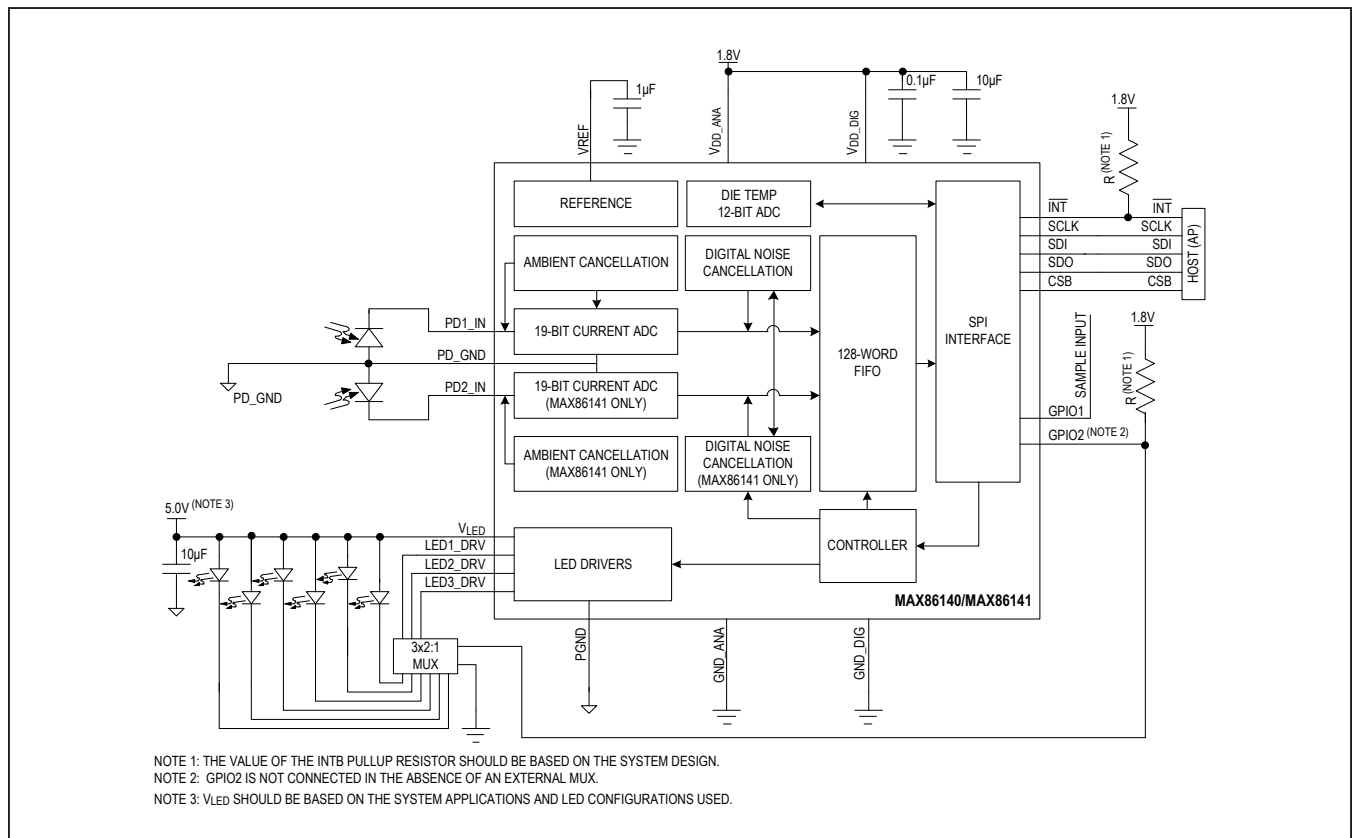 1.8V
1µF
0.1µF
10µF
1.8V
VREF
VDD_ANA
VDD_DIG
R (NOTE 1)
REFERENCE
DIE TEMP
12-BIT ADC
INT
SCLK
SDI
SDO
CSB
INT
SCLK
SDI
SDO
CSB
HOST (AP)
AMBIENT CANCELLATION
DIGITAL NOISE
CANCELLATION
PD1_IN
19-BIT CURRENT ADC
PD_GND
128-WORD
FIFO
SPI
INTERFACE
SAMPLE INPUT
1.8V
R (NOTE 1)
PD_GND
PD2_IN
19-BIT CURRENT ADC
(MAX86141 ONLY)
GPIO1
GPIO2 (NOTE 2)
AMBIENT CANCELLATION
(MAX86141 ONLY)
DIGITAL NOISE
CANCELLATION
(MAX86141 ONLY)
5.0V (NOTE 3)
10µF
VLED
LED1_DRV
LED2_DRV
LED3_DRV
LED DRIVERS
CONTROLLER
MAX86140/MAX86141
3x2:1
MUX
PGND
GND_ANA
GND_DIG
NOTE 1: THE VALUE OF THE INTB PULLUP RESISTOR SHOULD BE BASED ON THE SYSTEM DESIGN.
NOTE 2: GPIO2 IS NOT CONNECTED IN THE ABSENCE OF AN EXTERNAL MUX.
NOTE 3: VLED SHOULD BE BASED ON THE SYSTEM APPLICATIONS AND LED CONFIGURATIONS USED.